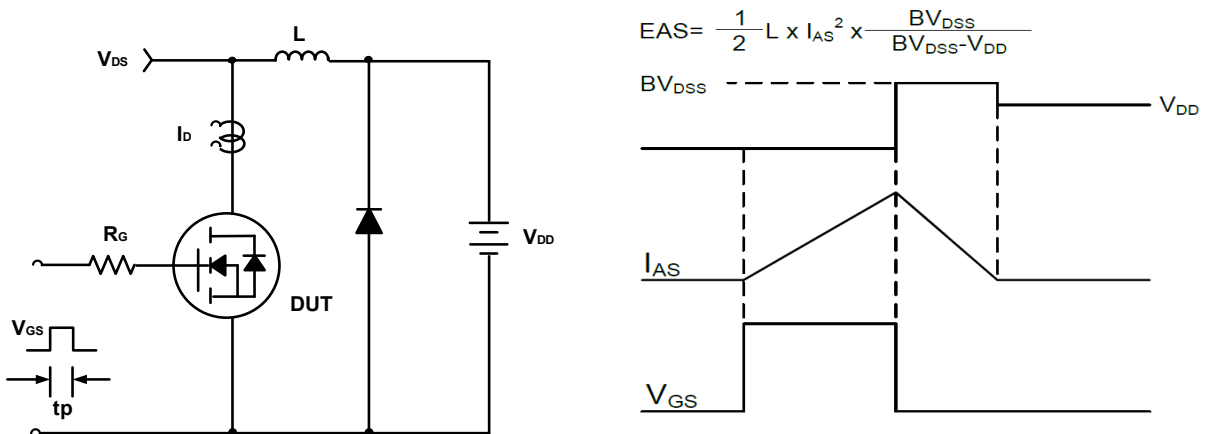 L
VDS
ID
RG
VDD
DUT
VGS
tp
EAS= 1/2 L x IAS² x BVDSS/BVDSS-VDD
BVDSS
VDD
IAS
VGS